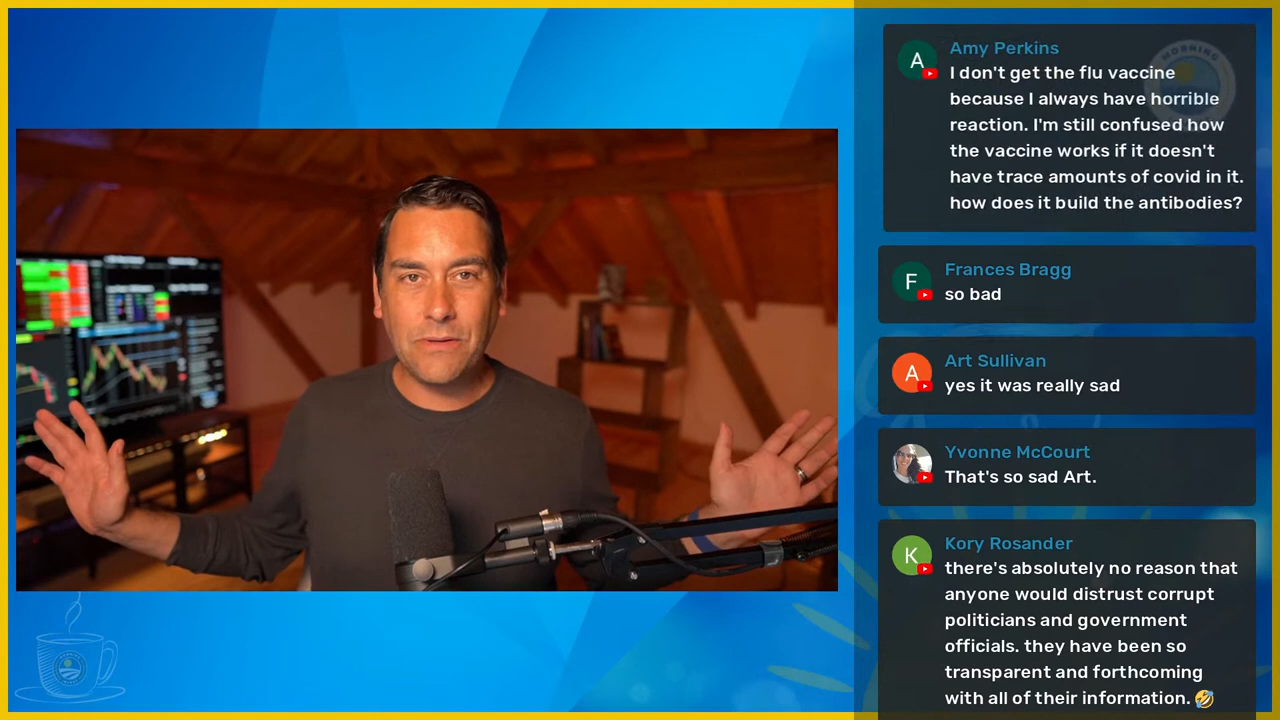 Amy Perkins
I don't get the flu vaccine
because I always have horrible
reaction. I'm still confused how
the vaccine works if it doesn't
have trace amounts of covid in it.
how does it build the antibodies?
Frances Bragg
so bad
Art Sullivan
yes it was really sad
Yvonne McCourt
That's so sad Art.
Kory Rosander
there's absolutely no reason that
anyone would distrust corrupt
politicians and government
officials. they have been so
transparent and forthcoming
with all of their information. 🤣
A
F
A
K
MORNING